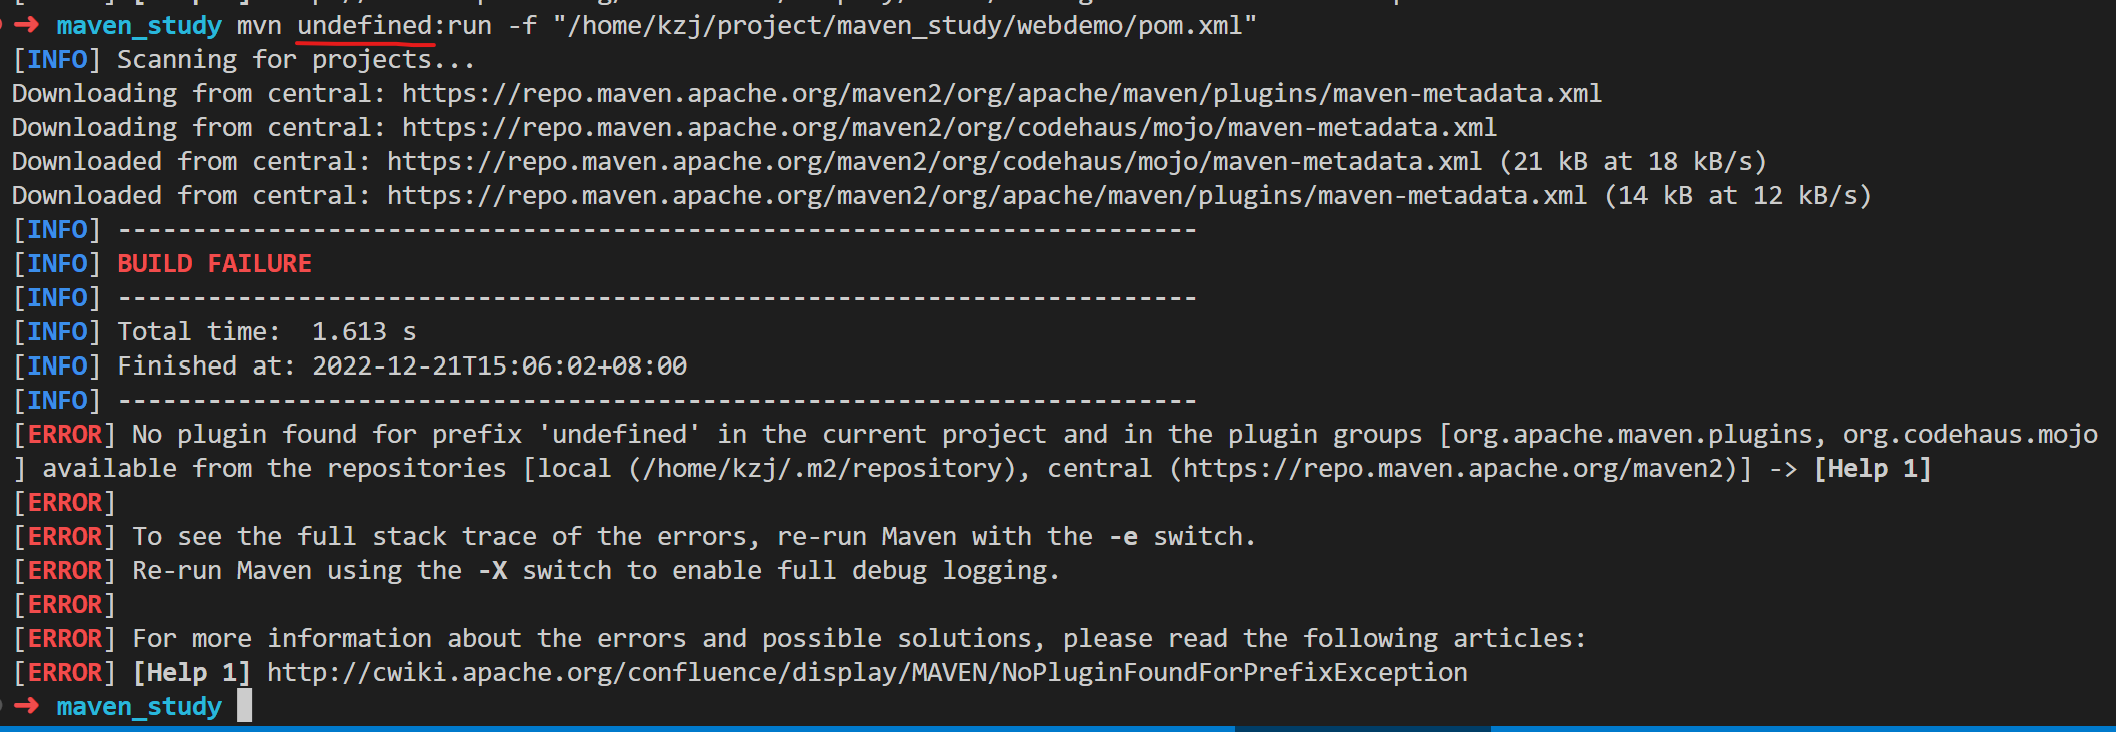 ➜ maven_study mvn undefined:run -f "/home/kzj/project/maven_study/webdemo/pom.xml"
[INFO] Scanning for projects...
Downloading from central: https://repo.maven.apache.org/maven2/org/apache/maven/plugins/maven-metadata.xml
Downloading from central: https://repo.maven.apache.org/maven2/org/codehaus/mojo/maven-metadata.xml
Downloaded from central: https://repo.maven.apache.org/maven2/org/codehaus/mojo/maven-metadata.xml (21 kB at 18 kB/s)
Downloaded from central: https://repo.maven.apache.org/maven2/org/apache/maven/plugins/maven-metadata.xml (14 kB at 12 kB/s)
[INFO] ------------------------------------------------------------------------
[INFO] BUILD FAILURE
[INFO] ------------------------------------------------------------------------
[INFO] Total time:  1.613 s
[INFO] Finished at: 2022-12-21T15:06:02+08:00
[INFO] ------------------------------------------------------------------------
[ERROR] No plugin found for prefix 'undefined' in the current project and in the plugin groups [org.apache.maven.plugins, org.codehaus.mojo
] available from the repositories [local (/home/kzj/.m2/repository), central (https://repo.maven.apache.org/maven2)] -> [Help 1]
[ERROR]
[ERROR] To see the full stack trace of the errors, re-run Maven with the -e switch.
[ERROR] Re-run Maven using the -X switch to enable full debug logging.
[ERROR]
[ERROR] For more information about the errors and possible solutions, please read the following articles:
[ERROR] [Help 1] http://cwiki.apache.org/confluence/display/MAVEN/NoPluginFoundForPrefixException
➜ maven_study